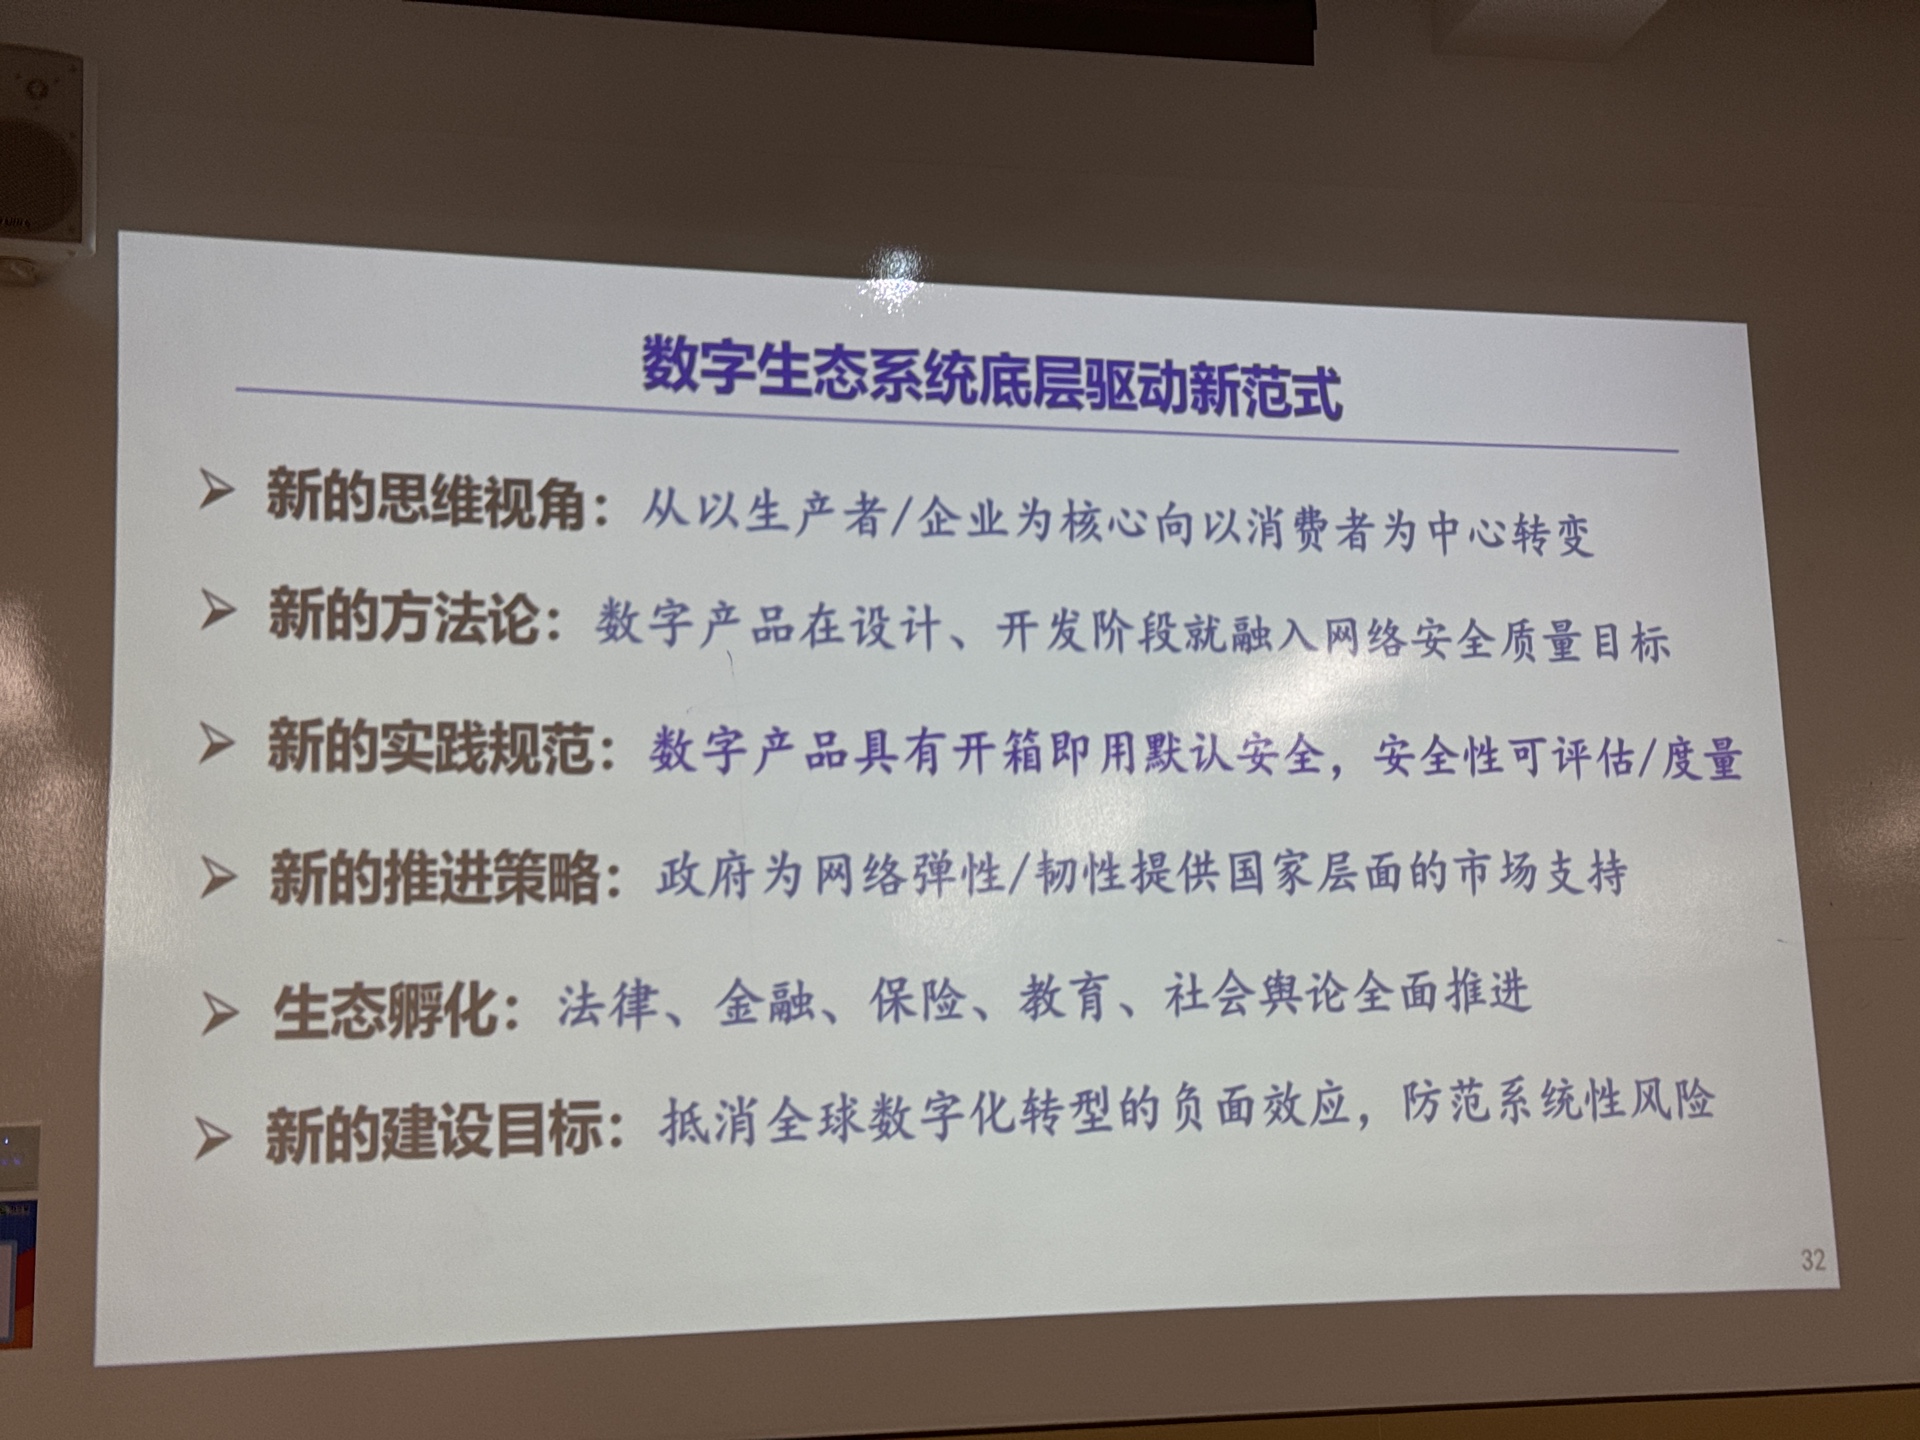 数字生态系统底层驱动新范式
➢ 新的思维视角：从以生产者/企业为核心向以消费者为中心转变
➢ 新的方法论：数字产品在设计、开发阶段就融入网络安全质量目标
➢ 新的实践规范：数字产品具有开箱即用默认安全，安全性可评估/度量
➢ 新的推进策略：政府为网络弹性/韧性提供国家层面的市场支持
➢ 生态孵化：法律、金融、保险、教育、社会舆论全面推进
➢ 新的建设目标：抵消全球数字化转型的负面效应，防范系统性风险
32